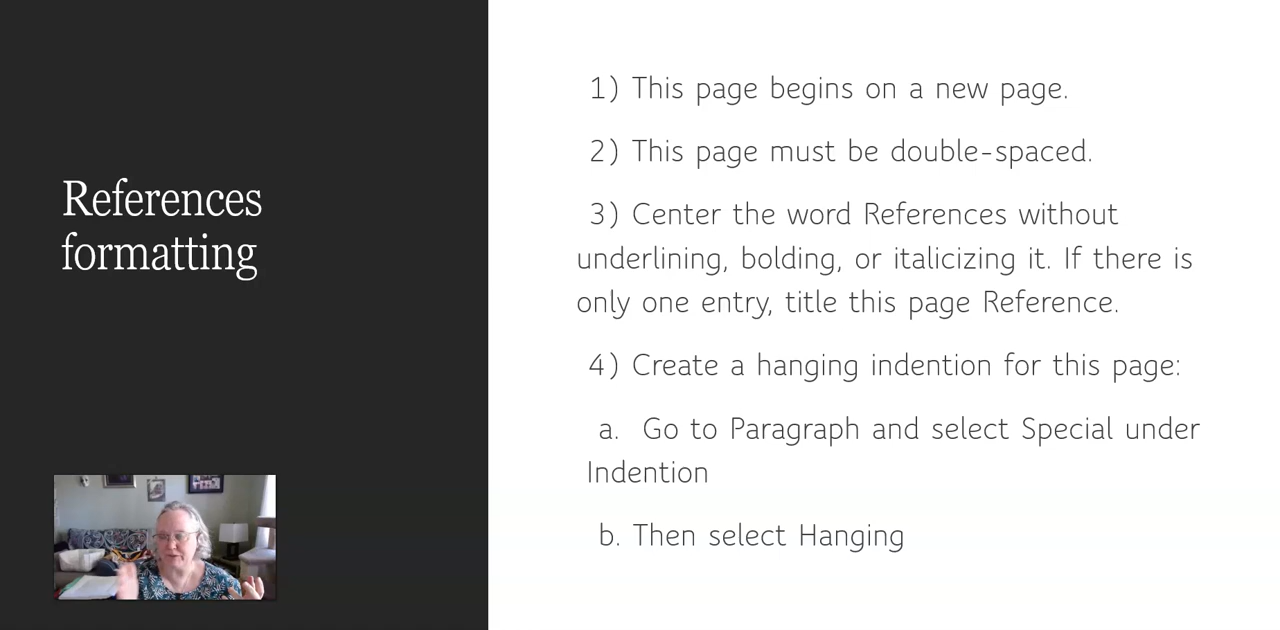 References
formatting
1) This page begins on a new page.
2) This page must be double-spaced.
3) Center the word References without
underlining, bolding, or italicizing it. If there is
only one entry, title this page Reference.
4) Create a hanging indention for this page:
a. Go to Paragraph and select Special under
Indention
b. Then select Hanging